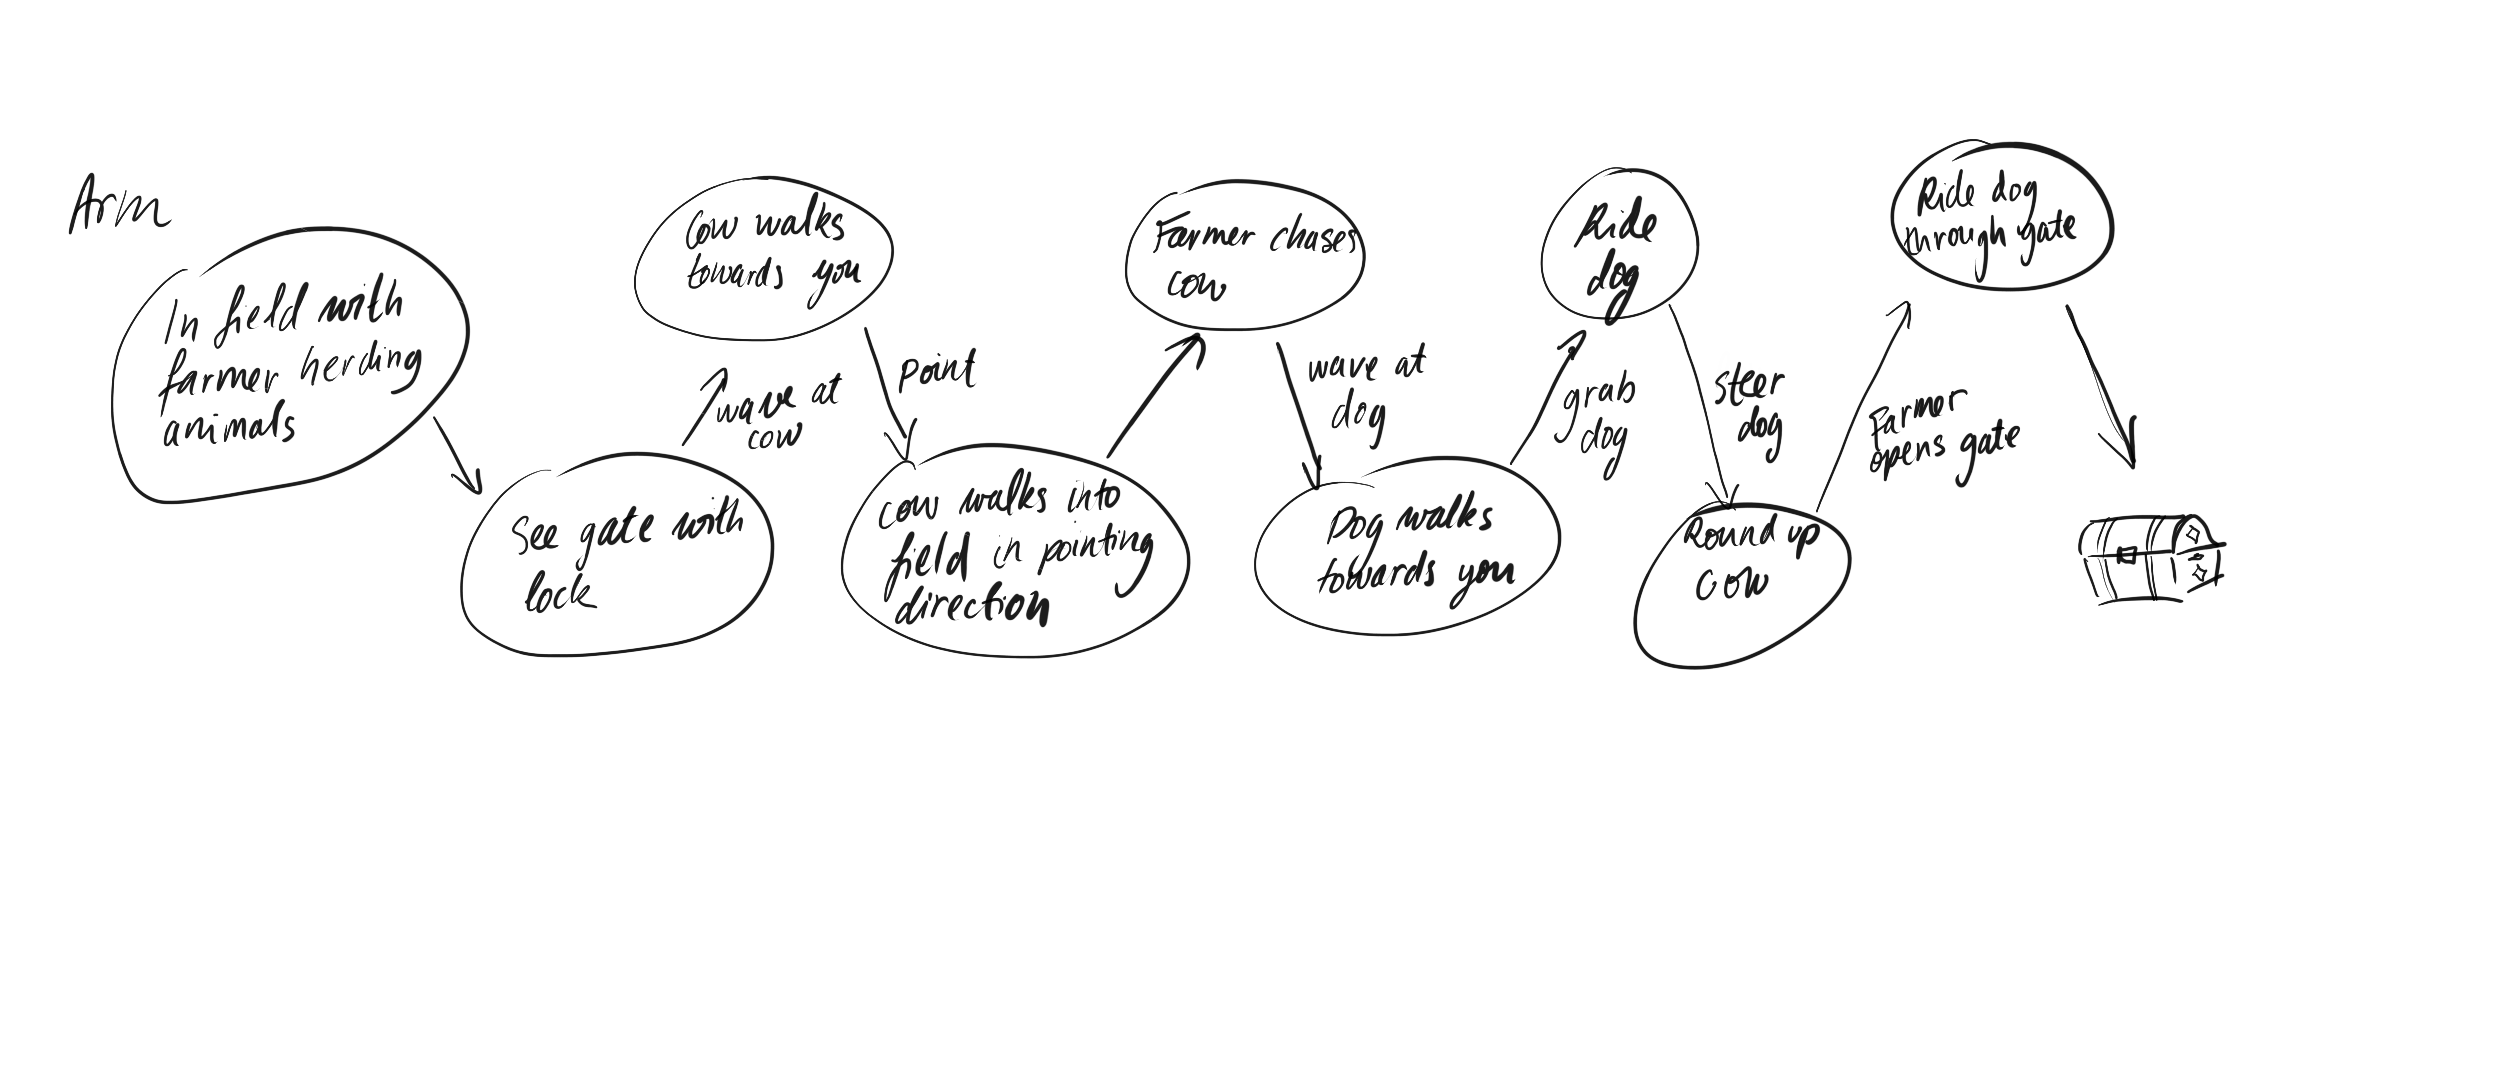 Arm
In field with
farmer herding
animals
See gate with
lock
wave at
cow
Cow walks
towards you
Point
Cow walks into
field in pointing
direction
Farmer chases
cow.
wave at
dog
Dog walks
towards you
grab
dog
Ride
dog
steer
dog
Round up
cow
farmer
opens gate
Ride dog
through gate